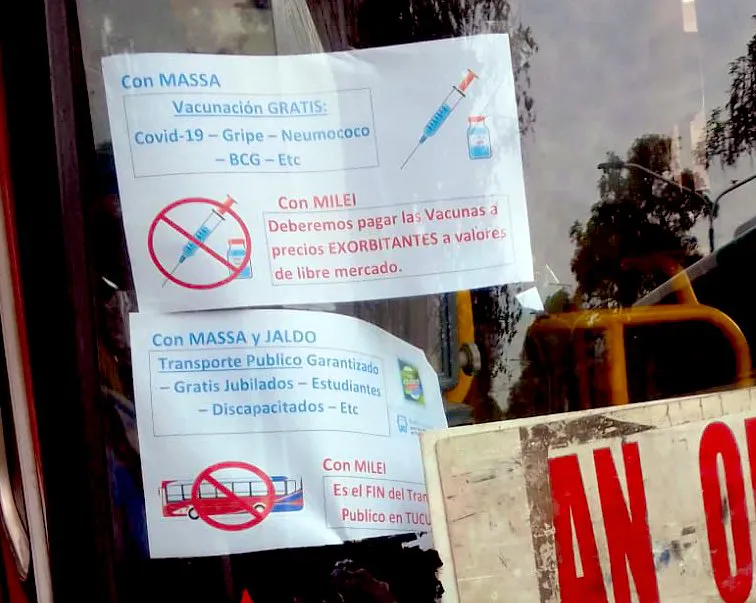 Con MASSA
Vacunación GRATIS:
Covid-19 – Gripe – Neumococo
– BCG – Etc
Con MILEI
Deberemos pagar las Vacunas a
precios EXORBITANTES a valores
de libre mercado.
Con MASSA y JALDO
Transporte Publico Garantizado
– Gratis Jubilados – Estudiantes
– Discapacitados – Etc
Con MILEI
Es el FIN del Tran
Publico en TUCU
AN O